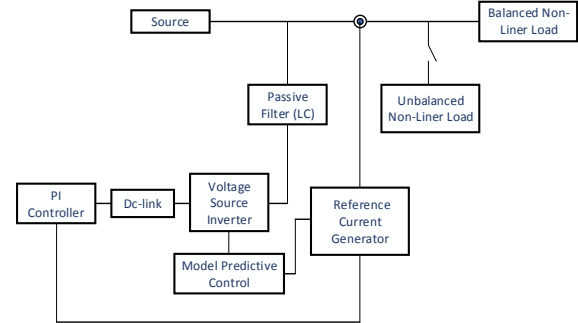 Source
Balanced Non-
Liner Load
Passive
Filter (LC)
Unbalanced
Non-Liner Load
PI
Controller
Dc-link
Voltage
Source
Inverter
Reference
Current
Generator
Model Predictive
Control